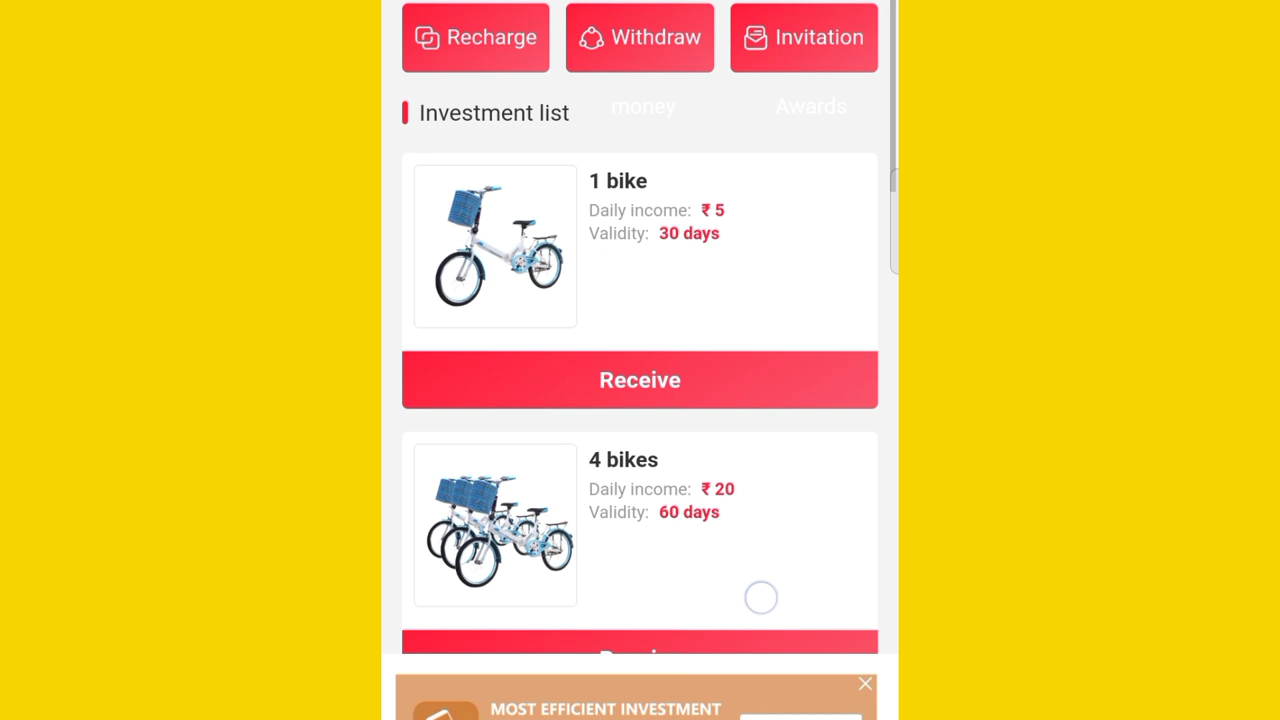 Recharge
Withdraw
money
Invitation
Awards
Investment list
1 bike
Daily income: ₹ 5
Validity: 30 days
Receive
4 bikes
Daily income: ₹ 20
Validity: 60 days
MOST EFFICIENT INVESTMENT